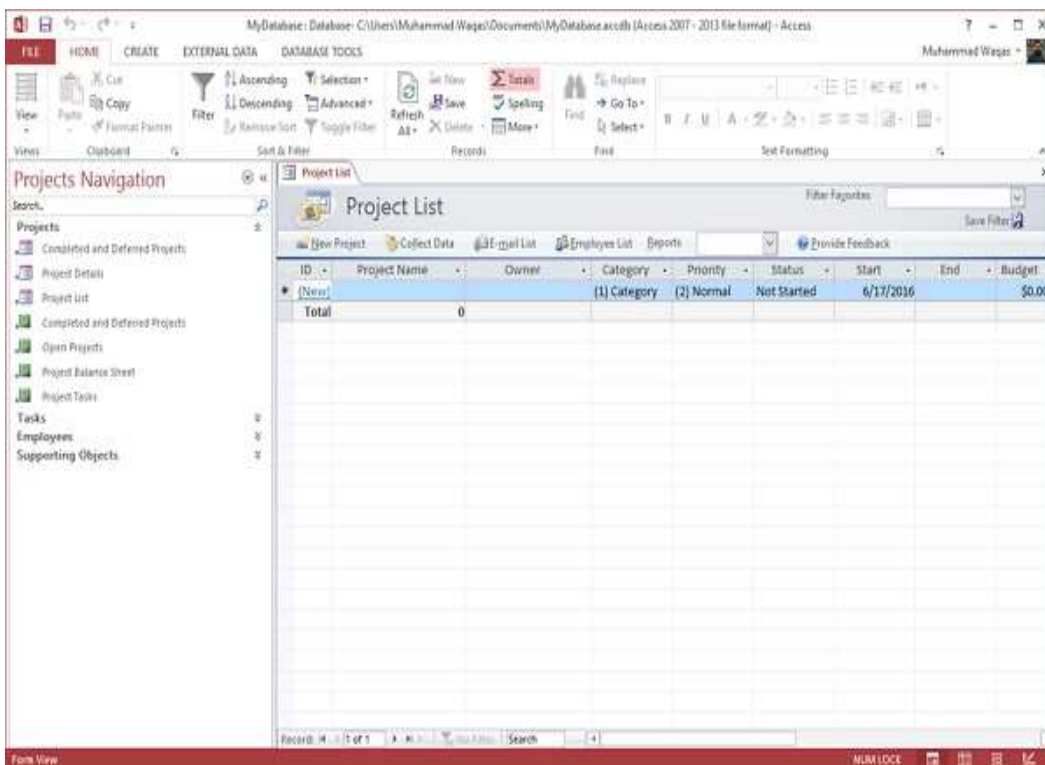 MyDatabase : Database- C:\Users\Muhammad Waqas\Documents\MyDatabase.accdb (Access 2007 - 2013 file format) - Access
FILE HOME CREATE EXTERNAL DATA DATABASE TOOLS Muhammad Waqas
View
Paste
Cut
Copy
Format Painter
Filter
Ascending
Descending
Remove Sort
Selection
Advanced
Toggle Filter
Refresh All
New
Save
Delete
Totals
Spelling
More
Find
Replace
Go To
Select
B I U A
Views Clipboard Sort & Filter Records Find Text Formatting
Projects Navigation
Search..
Projects
Completed and Deferred Projects
Project Details
Project List
Completed and Deferred Projects
Open Projects
Project Balance Sheet
Project Tasks
Tasks
Employees
Supporting Objects
Project List
Project List
Filter Favorites
Save Filter
New Project Collect Data E-mail List Employee List Reports Provide Feedback
ID Project Name Owner Category Priority Status Start End Budget
(New) (1) Category (2) Normal Not Started 6/17/2016 $0.00
Total 0
Record: 1 of 1 No Filter Search
Form View NUM LOCK